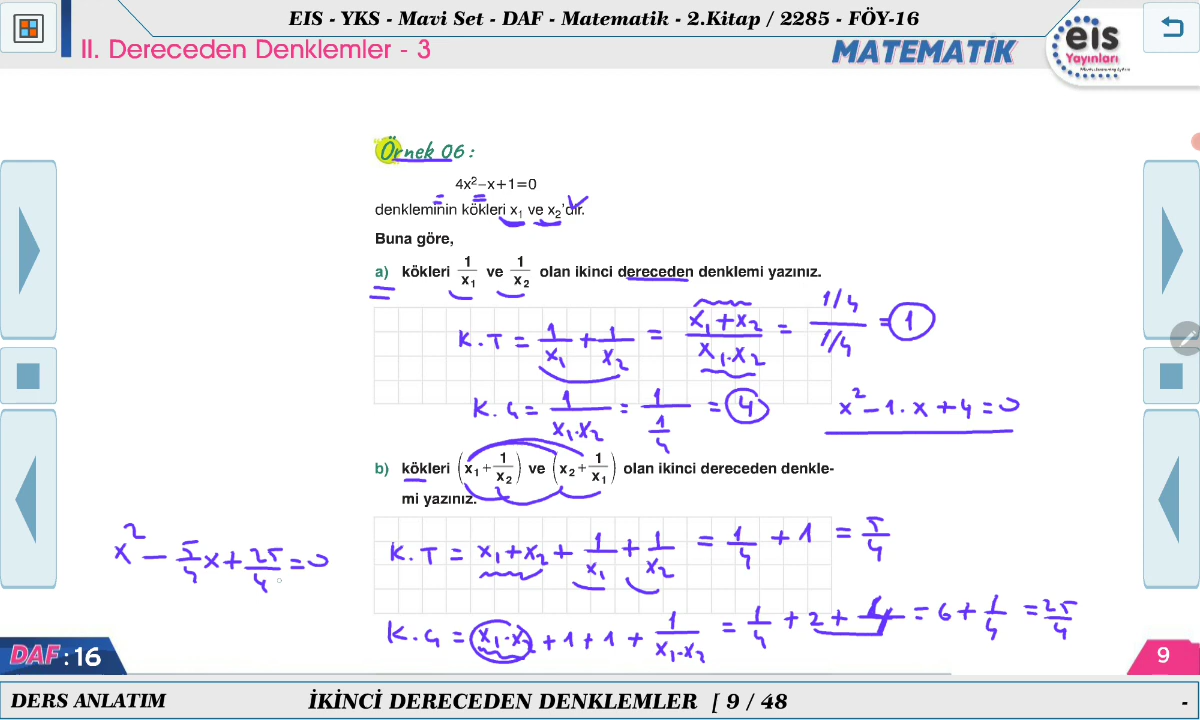 EIS - YKS - Mavi Set - DAF - Matematik - 2.Kitap / 2285 - FÖY-16
II. Dereceden Denklemler - 3
MATEMATİK
eis
Yayınları
Örnek 06 :
4x²−x+1=0
denkleminin kökleri x₁ ve x₂'dir.
Buna göre,
a) kökleri 1/x₁ ve 1/x₂ olan ikinci dereceden denklemi yazınız.
K.T = 1/x₁ + 1/x₂ = (x₁+x₂)/(x₁·x₂) = (1/4)/(1/4) = 1
K.Ç = 1/(x₁·x₂) = 1/(1/4) = 4
x² − 1·x + 4 = 0
b) kökleri (x₁+1/x₂) ve (x₂+1/x₁) olan ikinci dereceden denkle-
mi yazınız.
K.T = x₁+x₂ + 1/x₁ + 1/x₂ = 1/4 + 1 = 5/4
x² − 5/4x + 25/4 = 0
K.Ç = x₁·x₂ + 1 + 1 + 1/(x₁·x₂) = 1/4 + 2 + 4 = 6 + 1/4 = 25/4
DAF : 16
9
DERS ANLATIM
İKİNCİ DERECEDEN DENKLEMLER [ 9 / 48
-